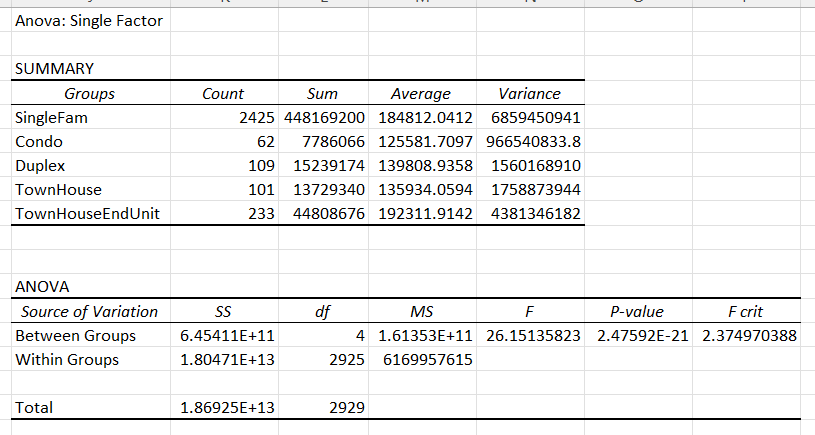 Anova: Single Factor
SUMMARY
Groups Count Sum Average Variance
SingleFam 2425 448169200 184812.0412 6859450941
Condo 62 7786066 125581.7097 966540833.8
Duplex 109 15239174 139808.9358 1560168910
TownHouse 101 13729340 135934.0594 1758873944
TownHouseEndUnit 233 44808676 192311.9142 4381346182
ANOVA
Source of Variation SS df MS F P-value F crit
Between Groups 6.45411E+11 4 1.61353E+11 26.15135823 2.47592E-21 2.374970388
Within Groups 1.80471E+13 2925 6169957615
Total 1.86925E+13 2929